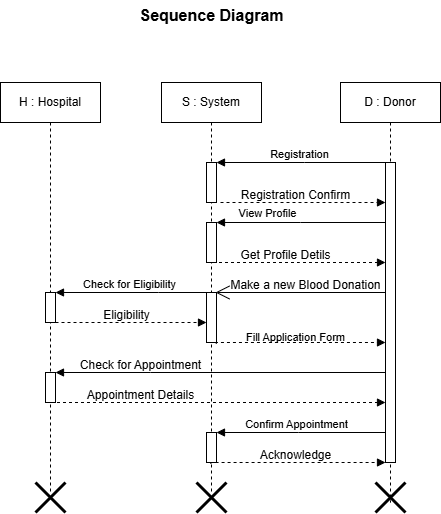 Sequence Diagram
H : Hospital
S : System
D : Donor
Registration
Registration Confirm
View Profile
Get Profile Detils
Check for Eligibility
Make a new Blood Donation
Eligibility
Fill Application Form
Check for Appointment
Appointment Details
Confirm Appointment
Acknowledge